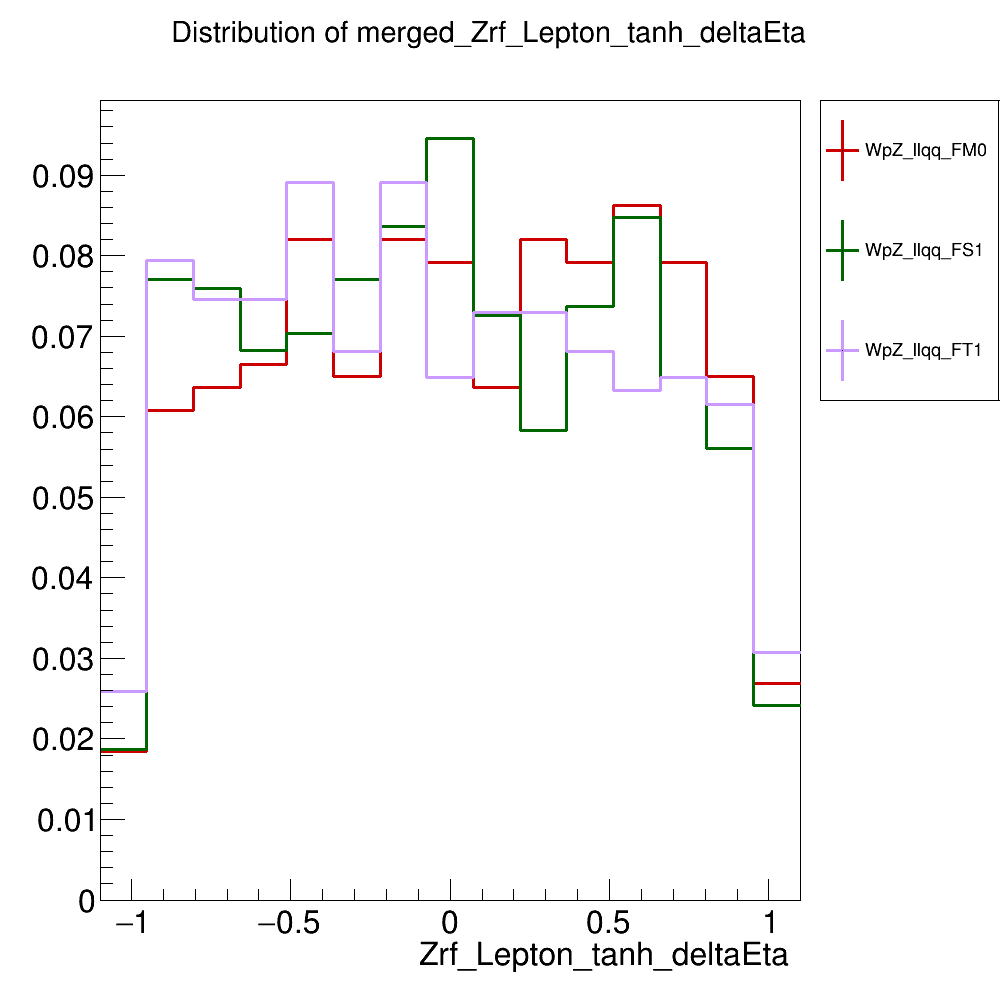 Distribution of merged_Zrf_Lepton_tanh_deltaEta
WpZ_llqq_FM0
WpZ_llqq_FS1
WpZ_llqq_FT1
0.09
0.08
0.07
0.06
0.05
0.04
0.03
0.02
0.01
0
−1 −0.5 0 0.5 1
Zrf_Lepton_tanh_deltaEta